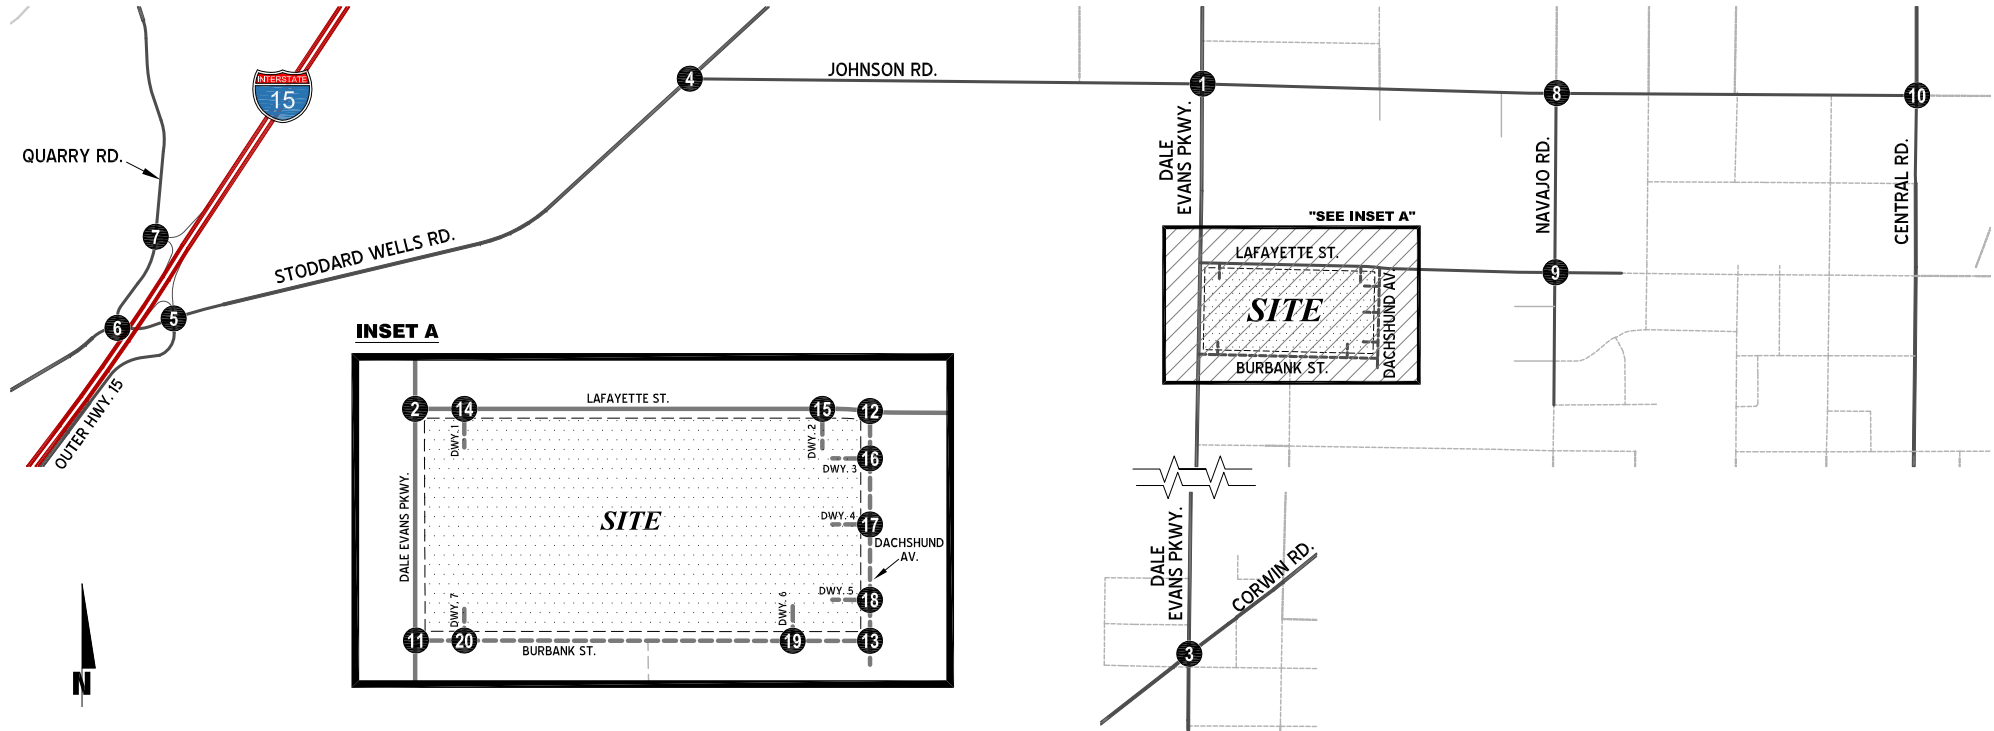 INTERSTATE
15
QUARRY RD.
7
6
5
STODDARD WELLS RD.
OUTER HWY. 15
4
JOHNSON RD.
1
8
10
DALE
EVANS PKWY.
NAVAJO RD.
CENTRAL RD.
"SEE INSET A"
LAFAYETTE ST.
SITE
DACHSHUND AV.
BURBANK ST.
9
INSET A
2
14
LAFAYETTE ST.
15
12
DWY. 1
DWY. 2
16
DWY. 3
DALE EVANS PKWY.
SITE
DWY. 4
17
DACHSHUND
AV.
DWY. 5
18
DWY. 7
DWY. 6
11
20
BURBANK ST.
19
13
DALE
EVANS PKWY.
CORWIN RD.
3
N